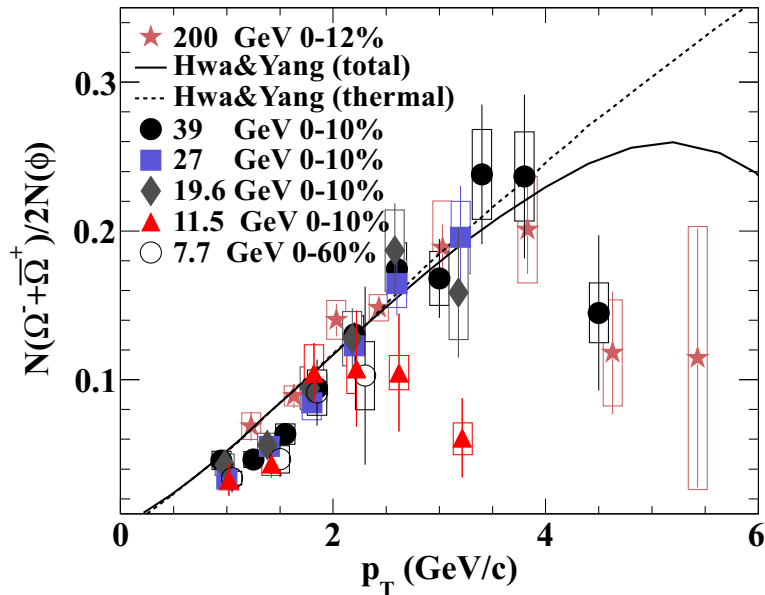 200 GeV 0-12%
Hwa&Yang (total)
Hwa&Yang (thermal)
39 GeV 0-10%
27 GeV 0-10%
19.6 GeV 0-10%
11.5 GeV 0-10%
7.7 GeV 0-60%
N(Ω⁻+Ω̅⁺)/2N(ϕ)
0.3
0.2
0.1
0 2 4 6
p_T (GeV/c)